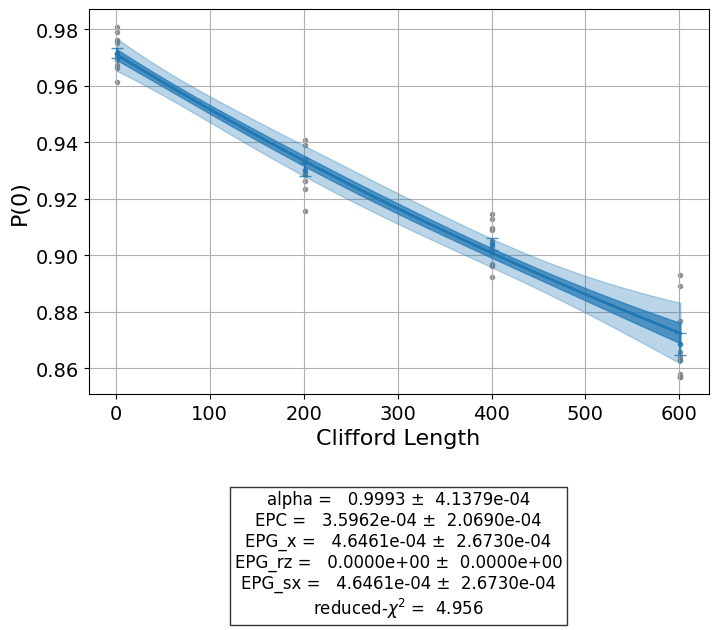 0.98
0.96
0.94
0.92
0.90
0.88
0.86
P(0)
0 100 200 300 400 500 600
Clifford Length
alpha = 0.9993 ± 4.1379e-04
EPC = 3.5962e-04 ± 2.0690e-04
EPG_x = 4.6461e-04 ± 2.6730e-04
EPG_rz = 0.0000e+00 ± 0.0000e+00
EPG_sx = 4.6461e-04 ± 2.6730e-04
reduced-χ² = 4.956